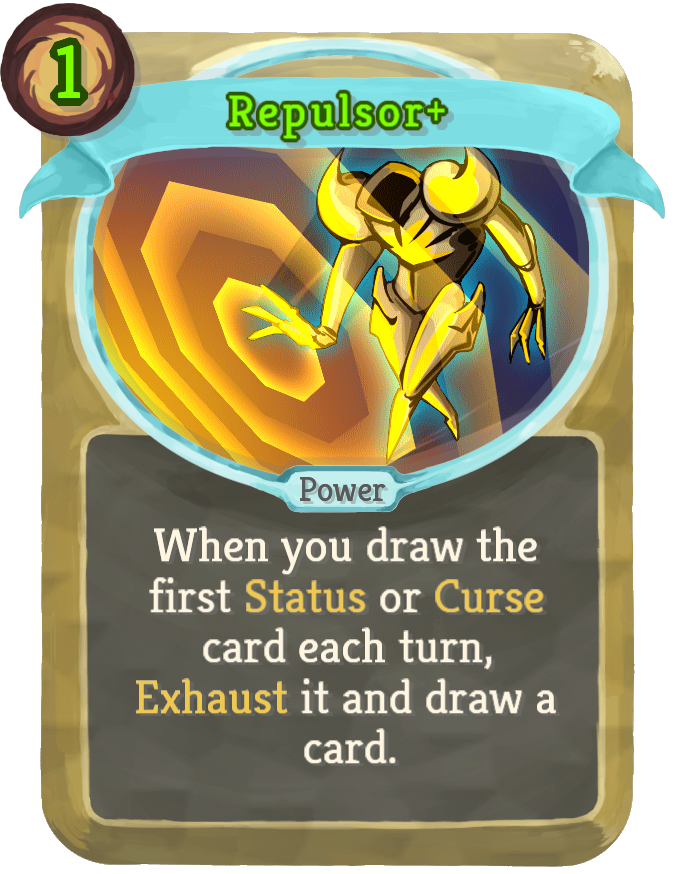 1
Repulsor+
Power
When you draw the
first Status or Curse
card each turn,
Exhaust it and draw a
card.